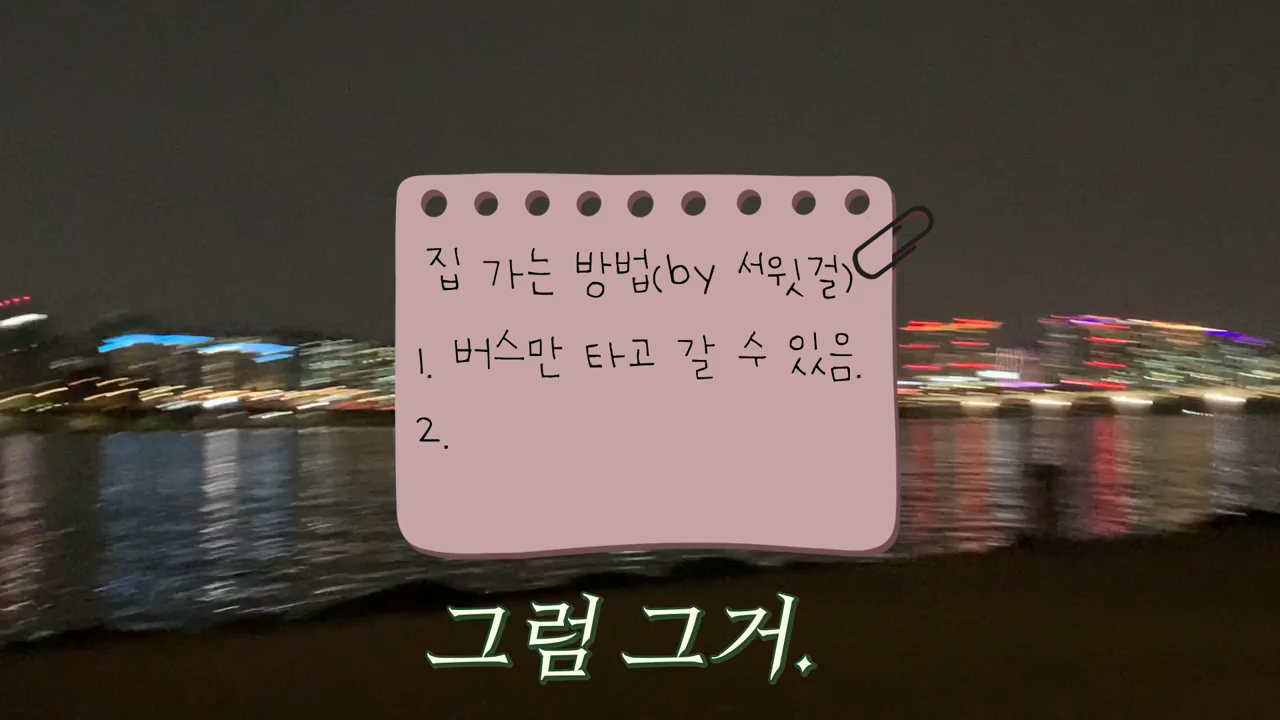 집 가는 방법(by 서윗걸)
1. 버스만 타고 갈 수 있음.
2.
그럼 그거.